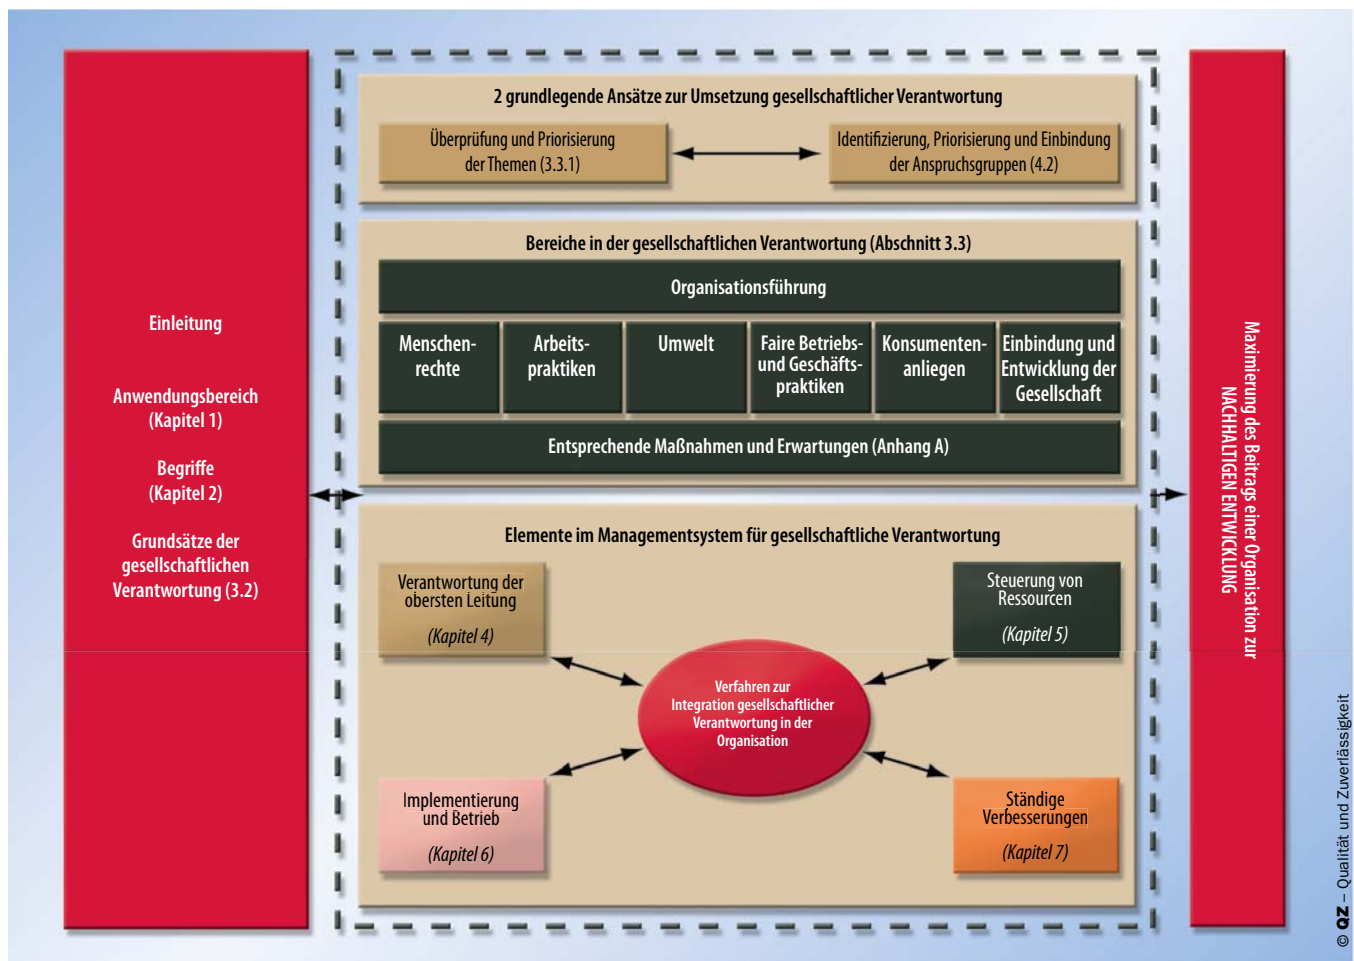 Einleitung
Anwendungsbereich
(Kapitel 1)
Begriffe
(Kapitel 2)
Grundsätze der
gesellschaftlichen
Verantwortung (3.2)
2 grundlegende Ansätze zur Umsetzung gesellschaftlicher Verantwortung
Überprüfung und Priorisierung
der Themen (3.3.1)
Identifizierung, Priorisierung und Einbindung
der Anspruchsgruppen (4.2)
Bereiche in der gesellschaftlichen Verantwortung (Abschnitt 3.3)
Organisationsführung
Menschen-
rechte
Arbeits-
praktiken
Umwelt
Faire Betriebs-
und Geschäfts-
praktiken
Konsumenten-
anliegen
Einbindung und
Entwicklung der
Gesellschaft
Entsprechende Maßnahmen und Erwartungen (Anhang A)
Elemente im Managementsystem für gesellschaftliche Verantwortung
Verantwortung der
obersten Leitung
(Kapitel 4)
Steuerung von
Ressourcen
(Kapitel 5)
Verfahren zur
Integration gesellschaftlicher
Verantwortung in der
Organisation
Implementierung
und Betrieb
(Kapitel 6)
Ständige
Verbesserungen
(Kapitel 7)
Maximierung des Beitrags einer Organisation zur
NACHHALTIGEN ENTWICKLUNG
© QZ – Qualität und Zuverlässigkeit